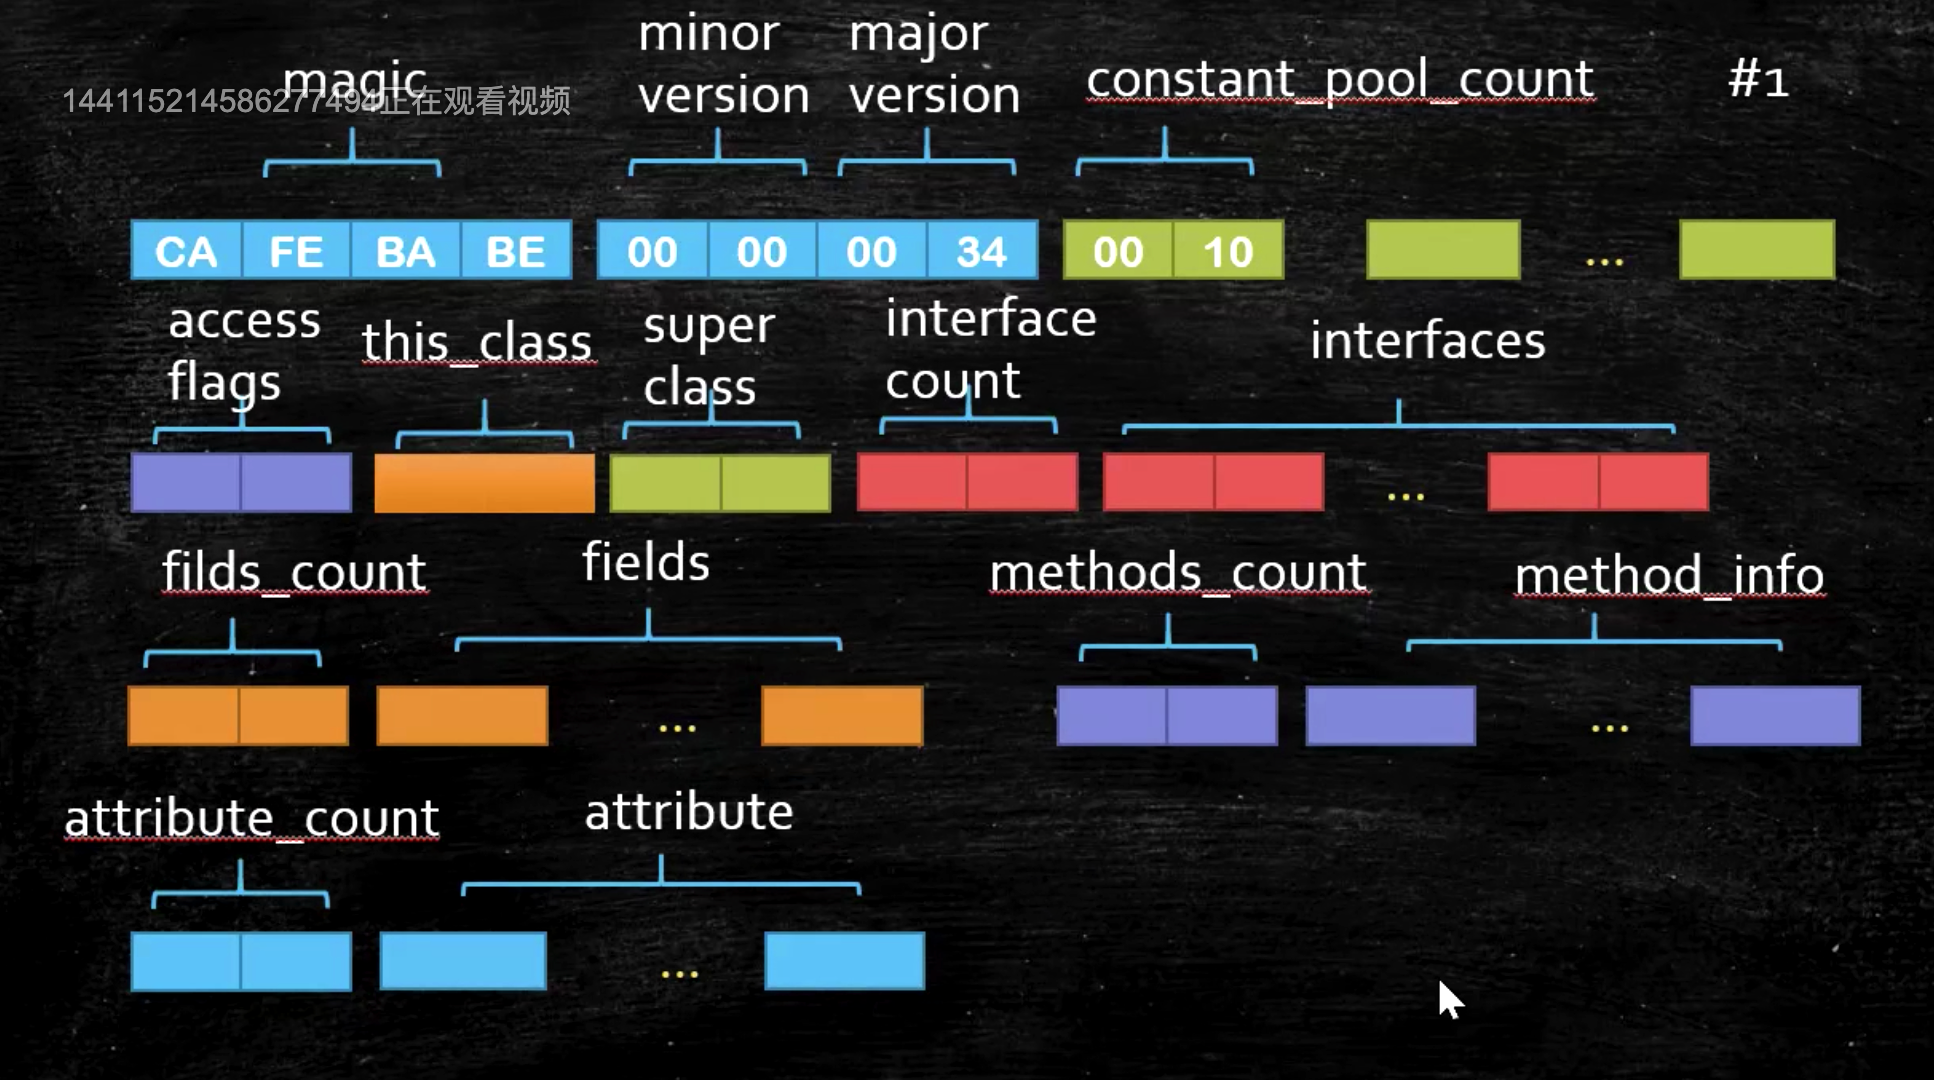 minor major
magic version version constant_pool_count #1
144115214586277494正在观看视频
CA FE BA BE 00 00 00 34 00 10 ...
access flags this_class super class interface count interfaces
...
filds_count fields methods_count method_info
... ...
attribute_count attribute
...